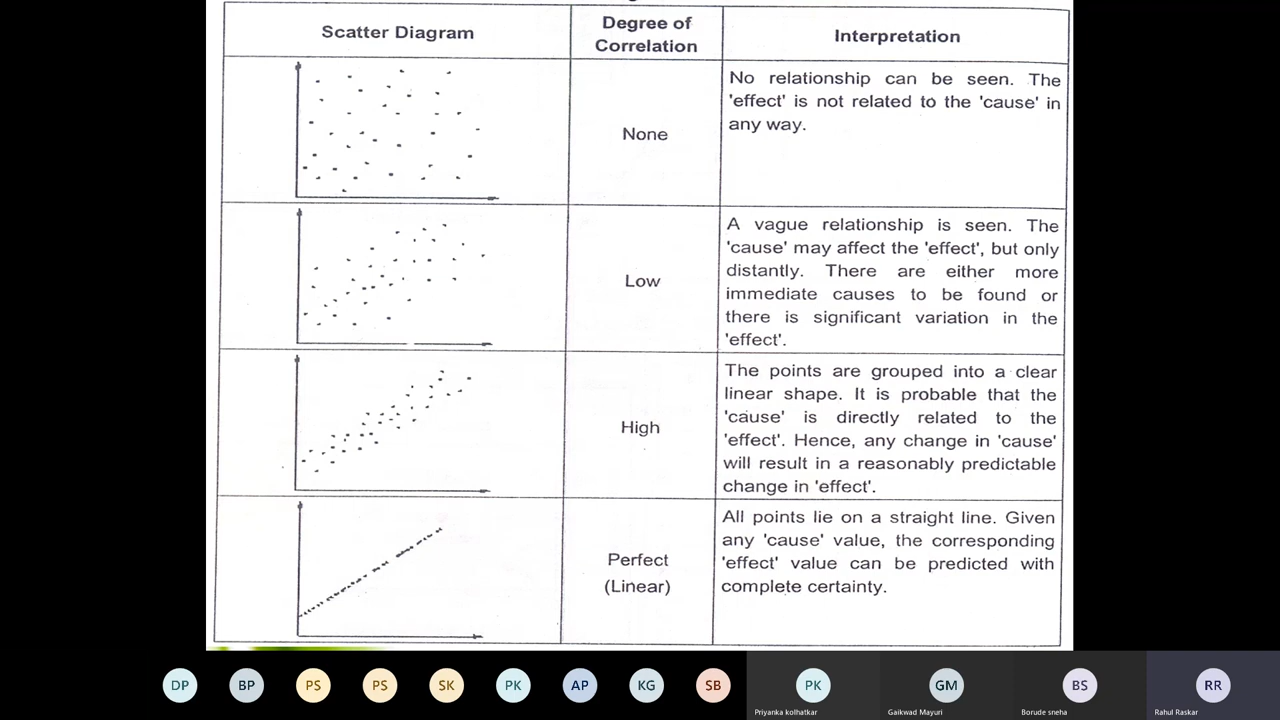 Scatter Diagram
Degree of
Correlation
Interpretation
None
No relationship can be seen. The
'effect' is not related to the 'cause' in
any way.
Low
A vague relationship is seen. The
'cause' may affect the 'effect', but only
distantly. There are either more
immediate causes to be found or
there is significant variation in the
'effect'.
High
The points are grouped into a clear
linear shape. It is probable that the
'cause' is directly related to the
'effect'. Hence, any change in 'cause'
will result in a reasonably predictable
change in 'effect'.
Perfect
(Linear)
All points lie on a straight line. Given
any 'cause' value, the corresponding
'effect' value can be predicted with
complete certainty.
DP BP PS PS SK PK AP KG SB PK GM BS RR
Priyanka kolhatkar Gaikwad Mayuri Borude sneha Rahul Raskar